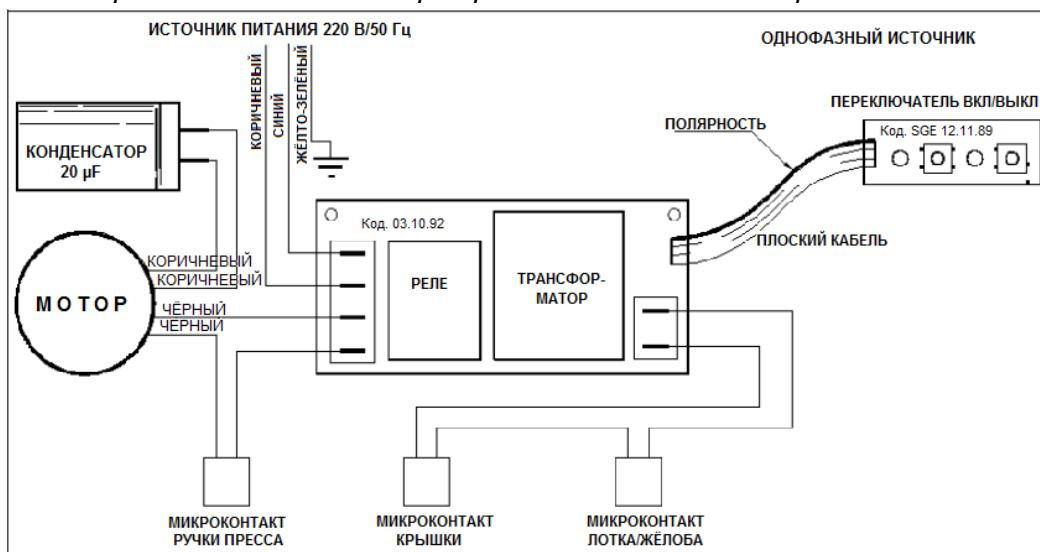 ИСТОЧНИК ПИТАНИЯ 220 В/50 Гц
ОДНОФАЗНЫЙ ИСТОЧНИК
КОРИЧНЕВЫЙ
СИНИЙ
ЖЁЛТО-ЗЕЛЁНЫЙ
ПЕРЕКЛЮЧАТЕЛЬ ВКЛ/ВЫКЛ
ПОЛЯРНОСТЬ
Код. SGE 12.11.89
КОНДЕНСАТОР
20 µF
Код. 03.10.92
ПЛОСКИЙ КАБЕЛЬ
КОРИЧНЕВЫЙ
КОРИЧНЕВЫЙ
МОТОР
ЧЁРНЫЙ
ЧЕРНЫЙ
РЕЛЕ
ТРАНСФОР-
МАТОР
МИКРОКОНТАКТ
РУЧКИ ПРЕССА
МИКРОКОНТАКТ
КРЫШКИ
МИКРОКОНТАКТ
ЛОТКА/ЖЁЛОБА